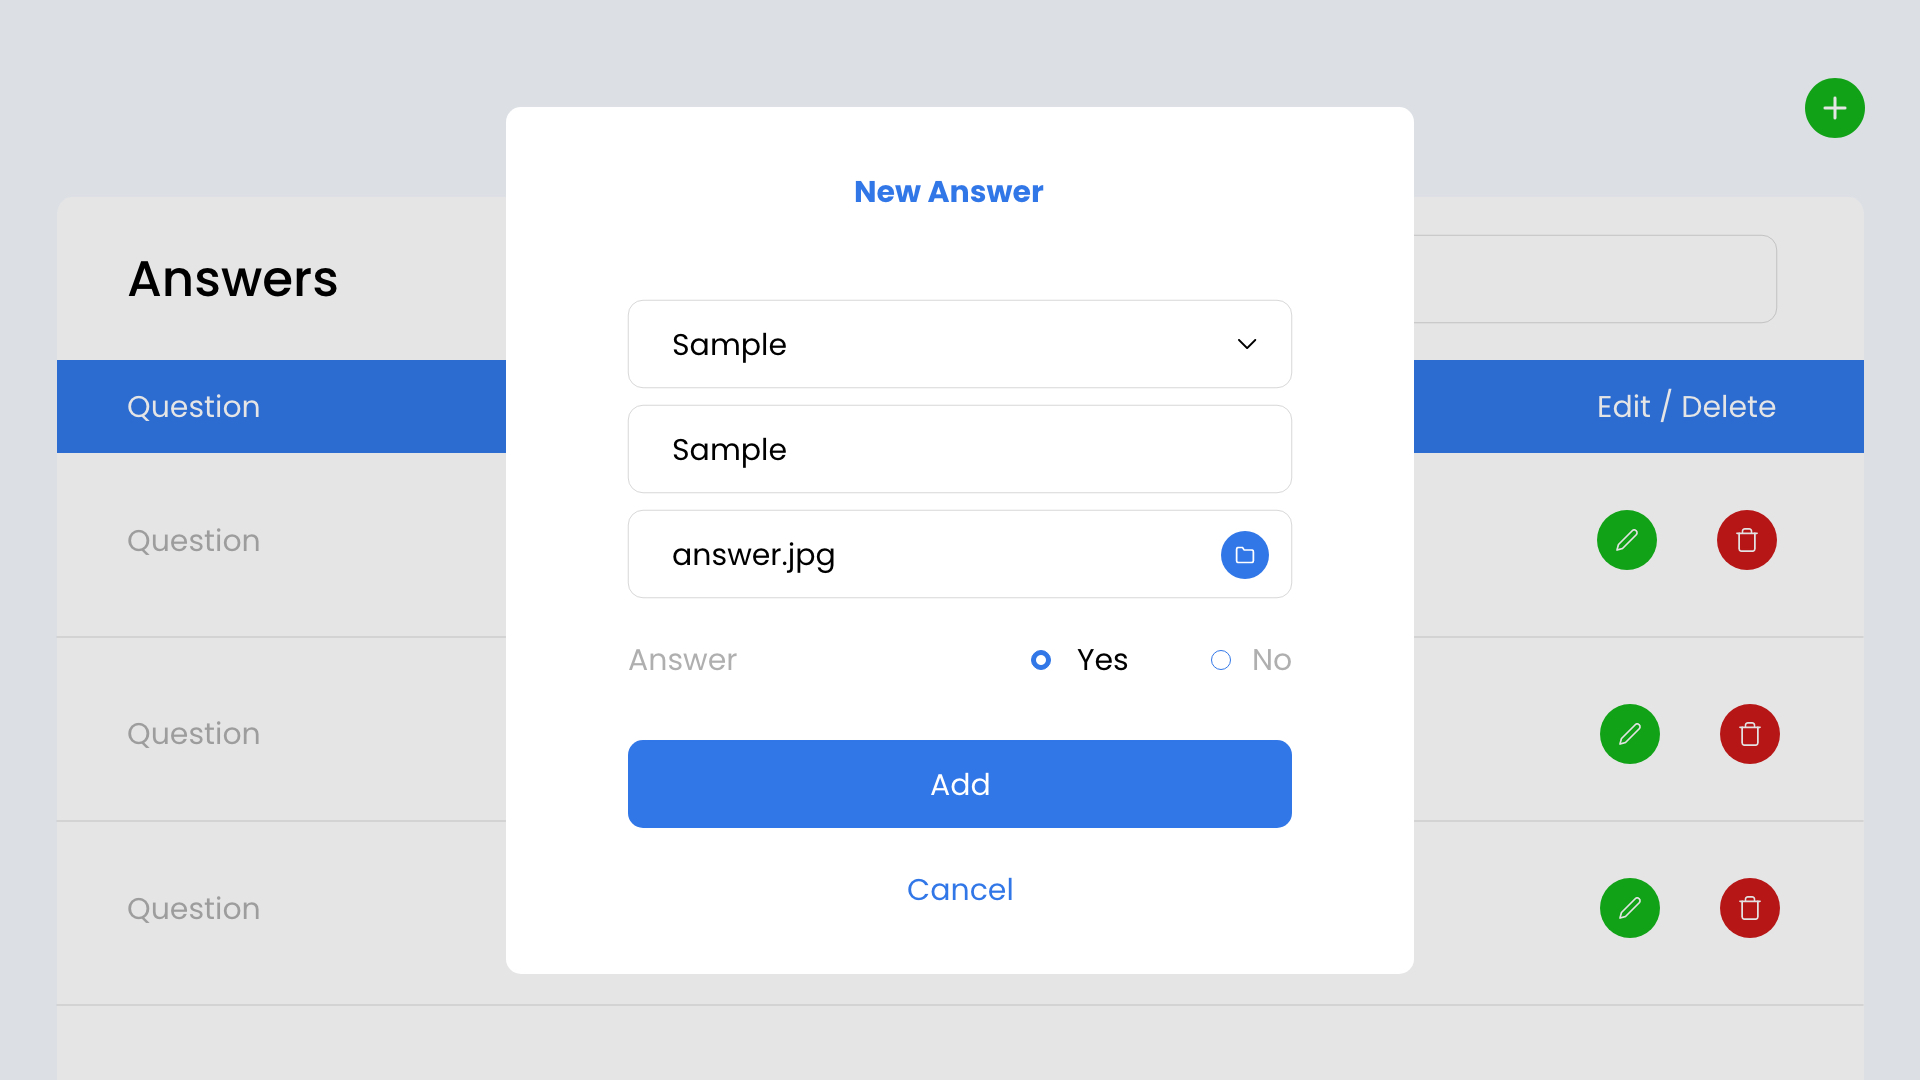 New Answer
Answers
Sample
Question
Edit / Delete
Sample
Question
answer.jpg
Answer
Yes
No
Question
Add
Cancel
Question